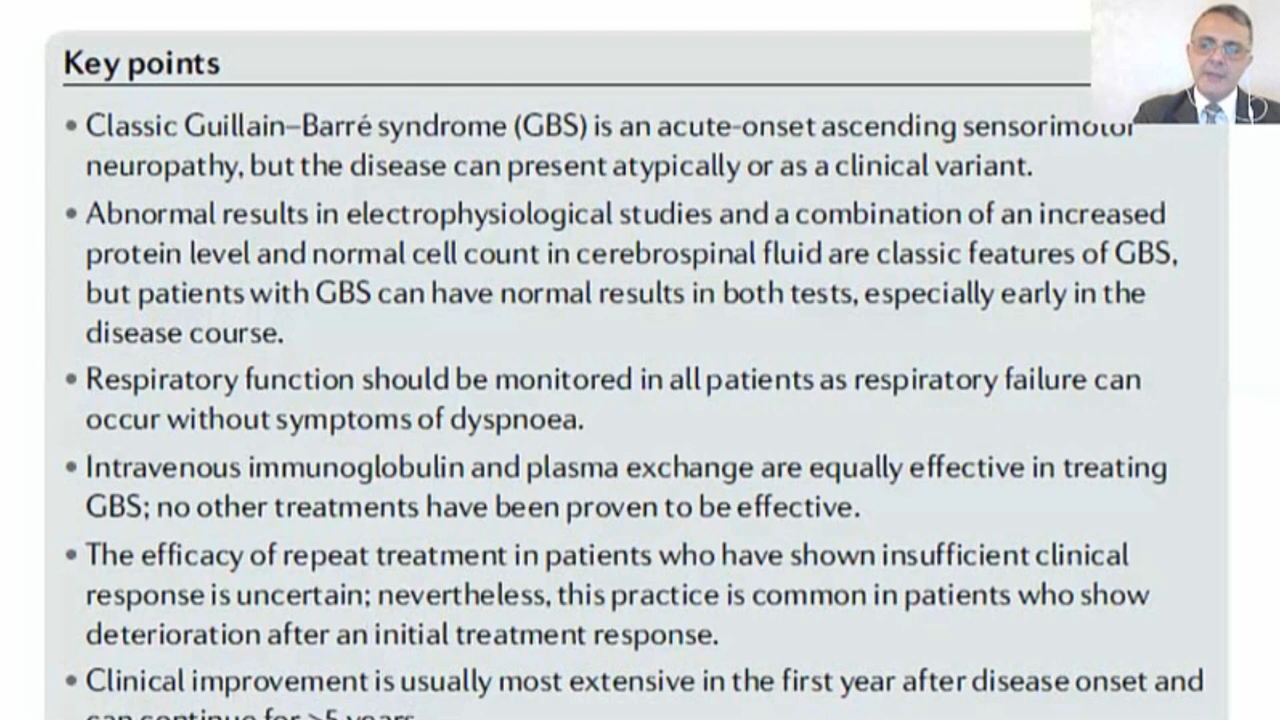 Key points
• Classic Guillain–Barré syndrome (GBS) is an acute-onset ascending sensorimotor
neuropathy, but the disease can present atypically or as a clinical variant.
• Abnormal results in electrophysiological studies and a combination of an increased
protein level and normal cell count in cerebrospinal fluid are classic features of GBS,
but patients with GBS can have normal results in both tests, especially early in the
disease course.
• Respiratory function should be monitored in all patients as respiratory failure can
occur without symptoms of dyspnoea.
• Intravenous immunoglobulin and plasma exchange are equally effective in treating
GBS; no other treatments have been proven to be effective.
• The efficacy of repeat treatment in patients who have shown insufficient clinical
response is uncertain; nevertheless, this practice is common in patients who show
deterioration after an initial treatment response.
• Clinical improvement is usually most extensive in the first year after disease onset and
can continue for >5 years.